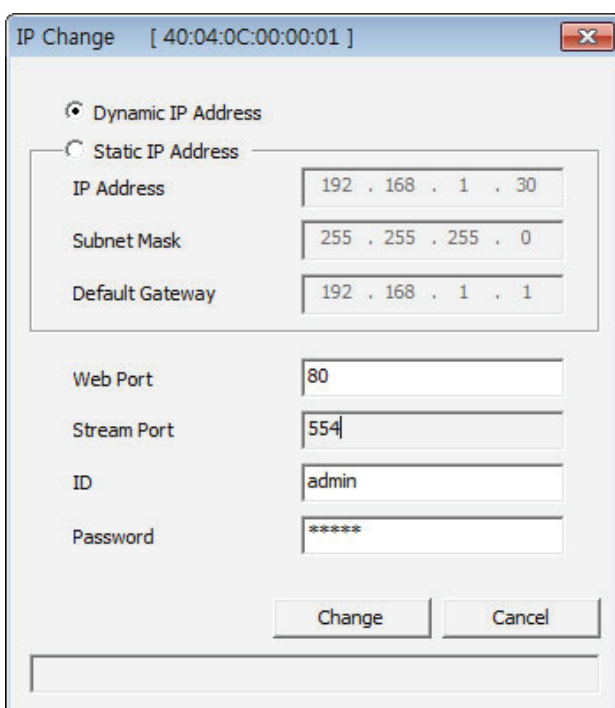 IP Change [ 40:04:0C:00:00:01 ]
Dynamic IP Address
Static IP Address
IP Address 192 . 168 . 1 . 30
Subnet Mask 255 . 255 . 255 . 0
Default Gateway 192 . 168 . 1 . 1
Web Port 80
Stream Port 554
ID admin
Password *****
Change Cancel